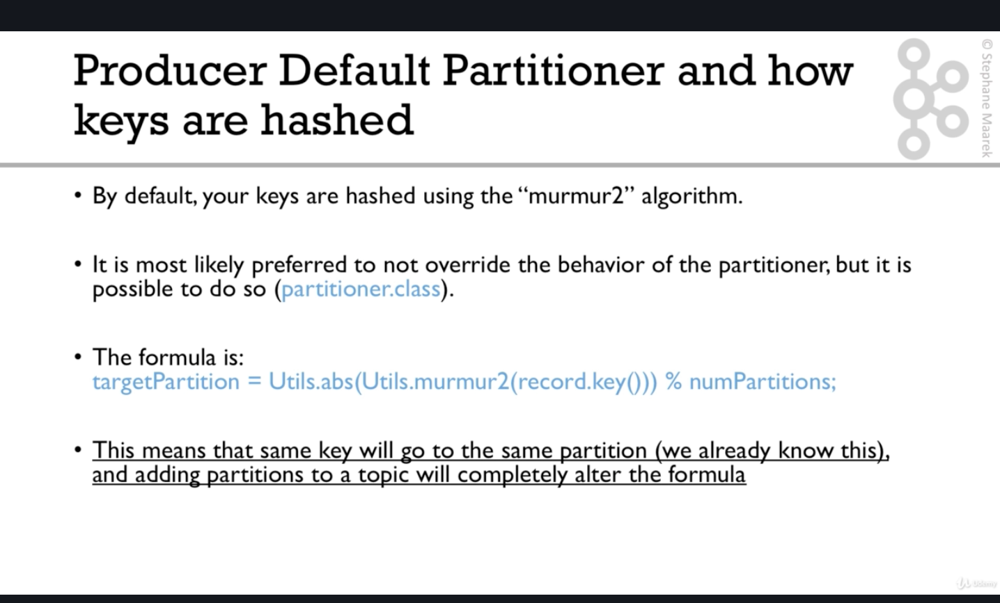 Producer Default Partitioner and how
keys are hashed
© Stephane Maarek
• By default, your keys are hashed using the “murmur2” algorithm.
• It is most likely preferred to not override the behavior of the partitioner, but it is
possible to do so (partitioner.class).
• The formula is:
targetPartition = Utils.abs(Utils.murmur2(record.key())) % numPartitions;
• This means that same key will go to the same partition (we already know this),
and adding partitions to a topic will completely alter the formula
Udemy